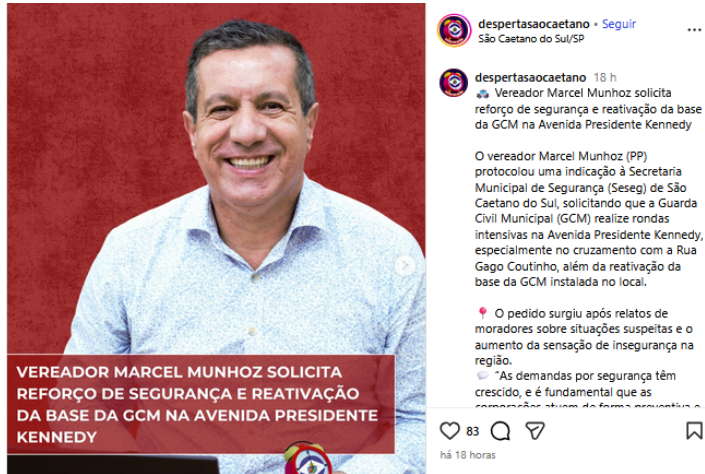 VEREADOR MARCEL MUNHOZ SOLICITA
REFORÇO DE SEGURANÇA E REATIVAÇÃO
DA BASE DA GCM NA AVENIDA PRESIDENTE
KENNEDY
despertasaocaetano • Seguir
São Caetano do Sul/SP
despertasaocaetano 18 h
Vereador Marcel Munhoz solicita
reforço de segurança e reativação da base
da GCM na Avenida Presidente Kennedy
O vereador Marcel Munhoz (PP)
protocolou uma indicação à Secretaria
Municipal de Segurança (Seseg) de São
Caetano do Sul, solicitando que a Guarda
Civil Municipal (GCM) realize rondas
intensivas na Avenida Presidente Kennedy,
especialmente no cruzamento com a Rua
Gago Coutinho, além da reativação da
base da GCM instalada no local.
O pedido surgiu após relatos de
moradores sobre situações suspeitas e o
aumento da sensação de insegurança na
região.
"As demandas por segurança têm
crescido, e é fundamental que as
corporações atuem de forma preventiva e
83
há 18 horas